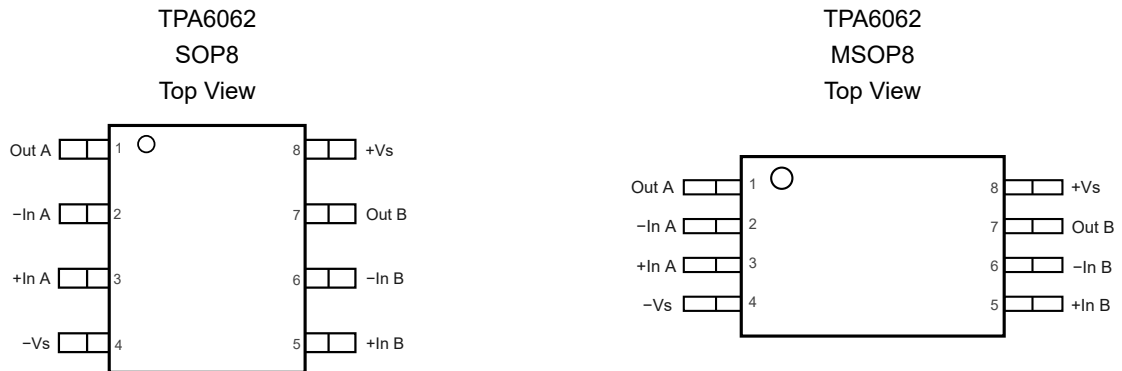 TPA6062
SOP8
Top View
Out A 1 8 +Vs
−In A 2 7 Out B
+In A 3 6 −In B
−Vs 4 5 +In B
TPA6062
MSOP8
Top View
Out A 1 8 +Vs
−In A 2 7 Out B
+In A 3 6 −In B
−Vs 4 5 +In B